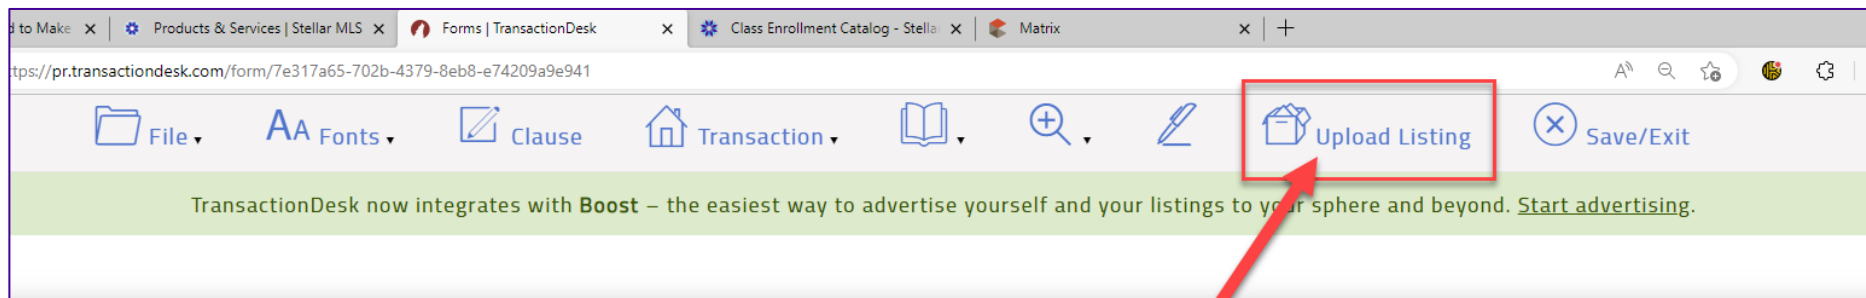 d to Make
Products & Services | Stellar MLS
Forms | TransactionDesk
Class Enrollment Catalog - Stella
Matrix
tps://pr.transactiondesk.com/form/7e317a65-702b-4379-8eb8-e74209a9e941
File
AA Fonts
Clause
Transaction
Upload Listing
Save/Exit
TransactionDesk now integrates with Boost – the easiest way to advertise yourself and your listings to your sphere and beyond. Start advertising.